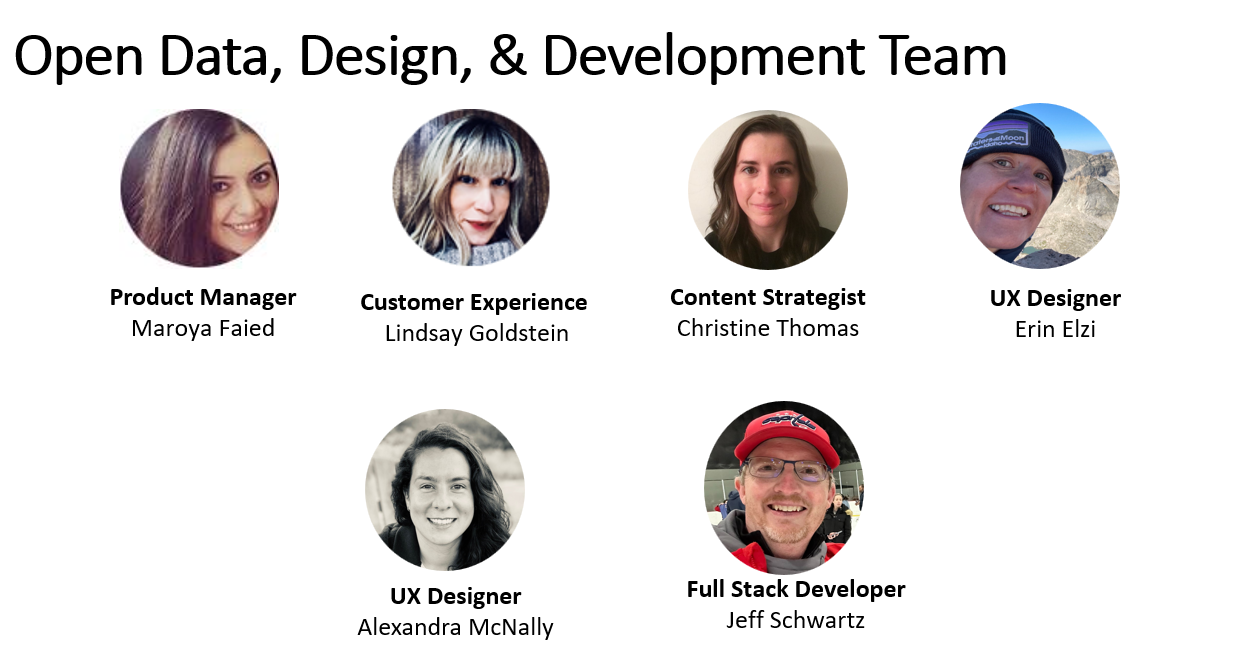 Open Data, Design, & Development Team
Product Manager
Maroya Faied
Customer Experience
Lindsay Goldstein
Content Strategist
Christine Thomas
UX Designer
Erin Elzi
UX Designer
Alexandra McNally
Full Stack Developer
Jeff Schwartz